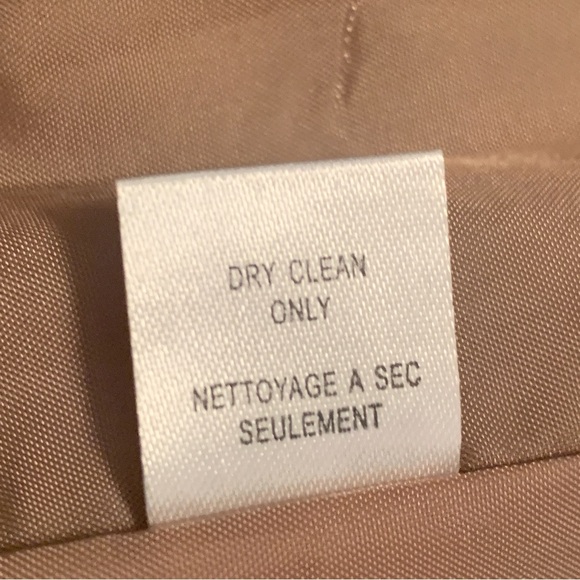 DRY CLEAN
ONLY
NETTOYAGE A SEC
SEULEMENT